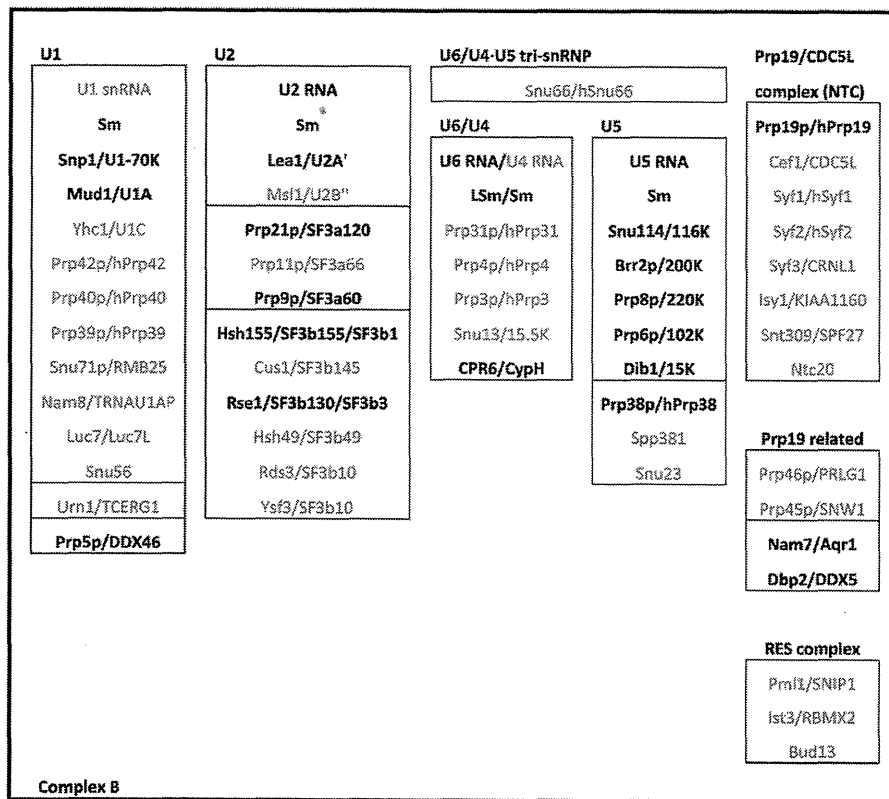 U1
U1 snRNA
Sm
Snp1/U1-70K
Mud1/U1A
Yhc1/U1C
Prp42p/hPrp42
Prp40p/hPrp40
Prp39p/hPrp39
Snu71p/RMB25
Nam8/TRNAU1AP
Luc7/Luc7L
Snu56
Urn1/TCERG1
Prp5p/DDX46
U2
U2 RNA
Sm
Lea1/U2A'
Msl1/U2B"
Prp21p/SF3a120
Prp11p/SF3a66
Prp9p/SF3a60
Hsh155/SF3b155/SF3b1
Cus1/SF3b145
Rse1/SF3b130/SF3b3
Hsh49/SF3b49
Rds3/SF3b10
Ysf3/SF3b10
U6/U4·U5 tri-snRNP
Snu66/hSnu66
U6/U4
U6 RNA/U4 RNA
LSm/Sm
Prp31p/hPrp31
Prp4p/hPrp4
Prp3p/hPrp3
Snu13/15.5K
CPR6/CypH
U5
U5 RNA
Sm
Snu114/116K
Brr2p/200K
Prp8p/220K
Prp6p/102K
Dib1/15K
Prp38p/hPrp38
Spp381
Snu23
Prp19/CDC5L
complex (NTC)
Prp19p/hPrp19
Cef1/CDC5L
Syf1/hSyf1
Syf2/hSyf2
Syf3/CRNL1
Isy1/KIAA1160
Snt309/SPF27
Ntc20
Prp19 related
Prp46p/PRLG1
Prp45p/SNW1
Nam7/Aqr1
Dbp2/DDX5
RES complex
Pml1/SNIP1
Ist3/RBMX2
Bud13
Complex B